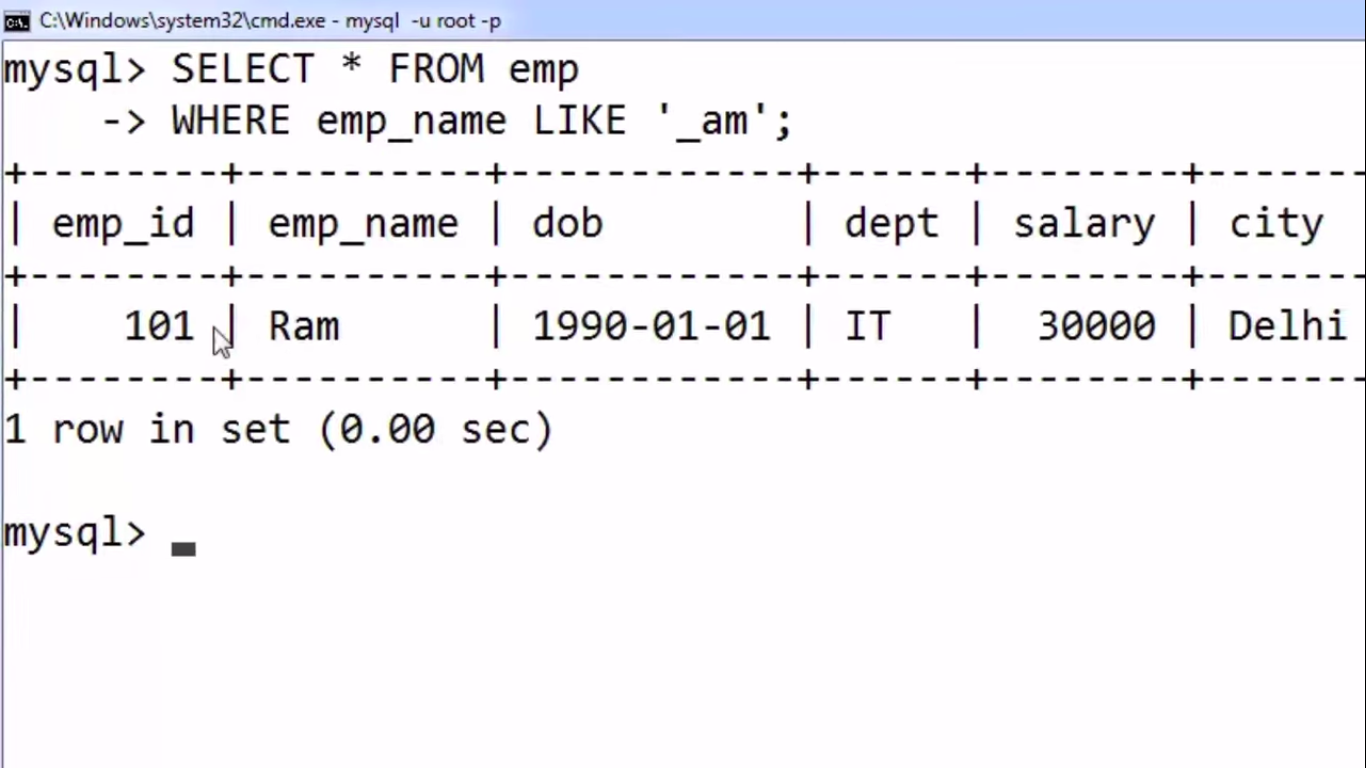 C:\Windows\system32\cmd.exe - mysql  -u root -p
mysql> SELECT * FROM emp
    -> WHERE emp_name LIKE '_am';
+--------+----------+------------+------+--------+------
| emp_id | emp_name | dob        | dept | salary | city
+--------+----------+------------+------+--------+------
|    101 | Ram      | 1990-01-01 | IT   |  30000 | Delhi
+--------+----------+------------+------+--------+------
1 row in set (0.00 sec)
mysql>